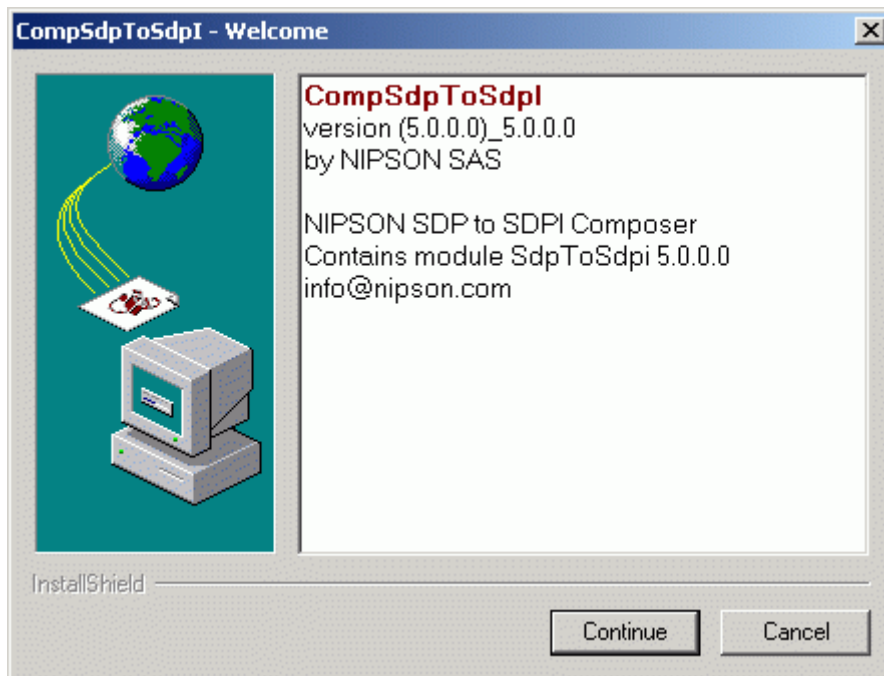 CompSdpToSdpI - Welcome
CompSdpToSdpI
version (5.0.0.0)_5.0.0.0
by NIPSON SAS
NIPSON SDP to SDPI Composer
Contains module SdpToSdpi 5.0.0.0
info@nipson.com
InstallShield
Continue
Cancel